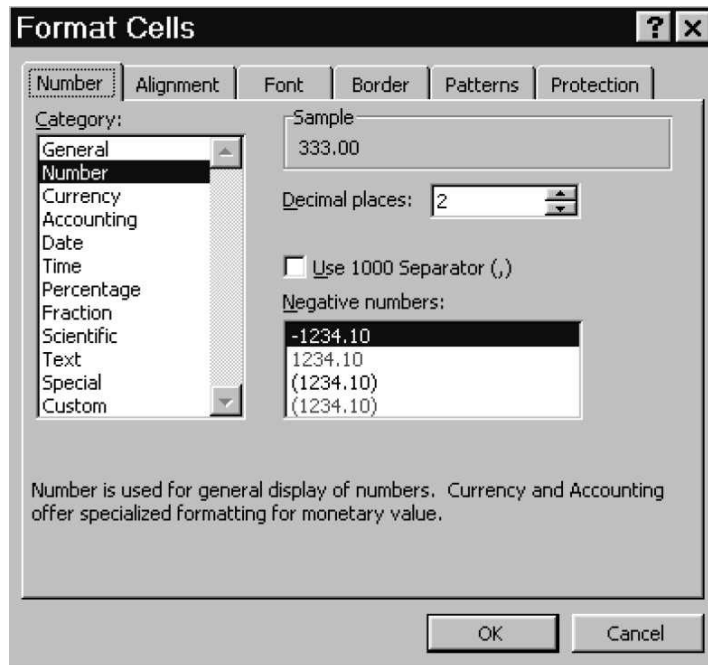 Format Cells
? ×
Number Alignment Font Border Patterns Protection
Category:
General
Number
Currency
Accounting
Date
Time
Percentage
Fraction
Scientific
Text
Special
Custom
Sample
333.00
Decimal places: 2
Use 1000 Separator (,)
Negative numbers:
-1234.10
1234.10
(1234.10)
(1234.10)
Number is used for general display of numbers. Currency and Accounting
offer specialized formatting for monetary value.
OK Cancel